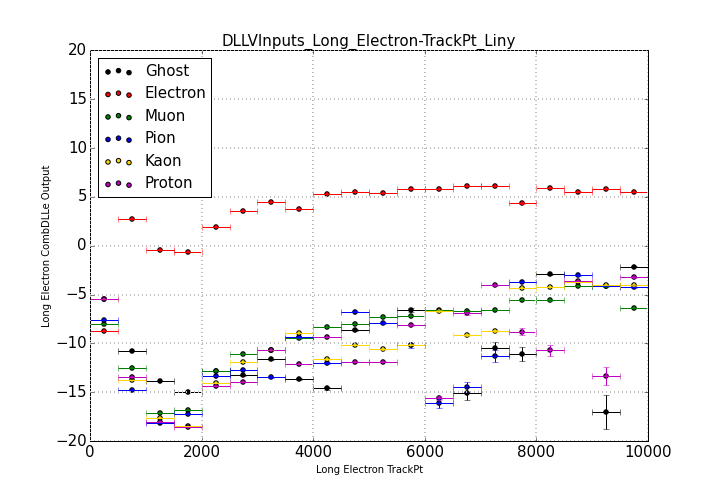 DLLVInputs_Long_Electron-TrackPt_Liny
20
15
10
5
0
−5
−10
−15
−20
Long Electron CombDLLe Output
Ghost
Electron
Muon
Pion
Kaon
Proton
0
2000
4000
6000
8000
10000
Long Electron TrackPt